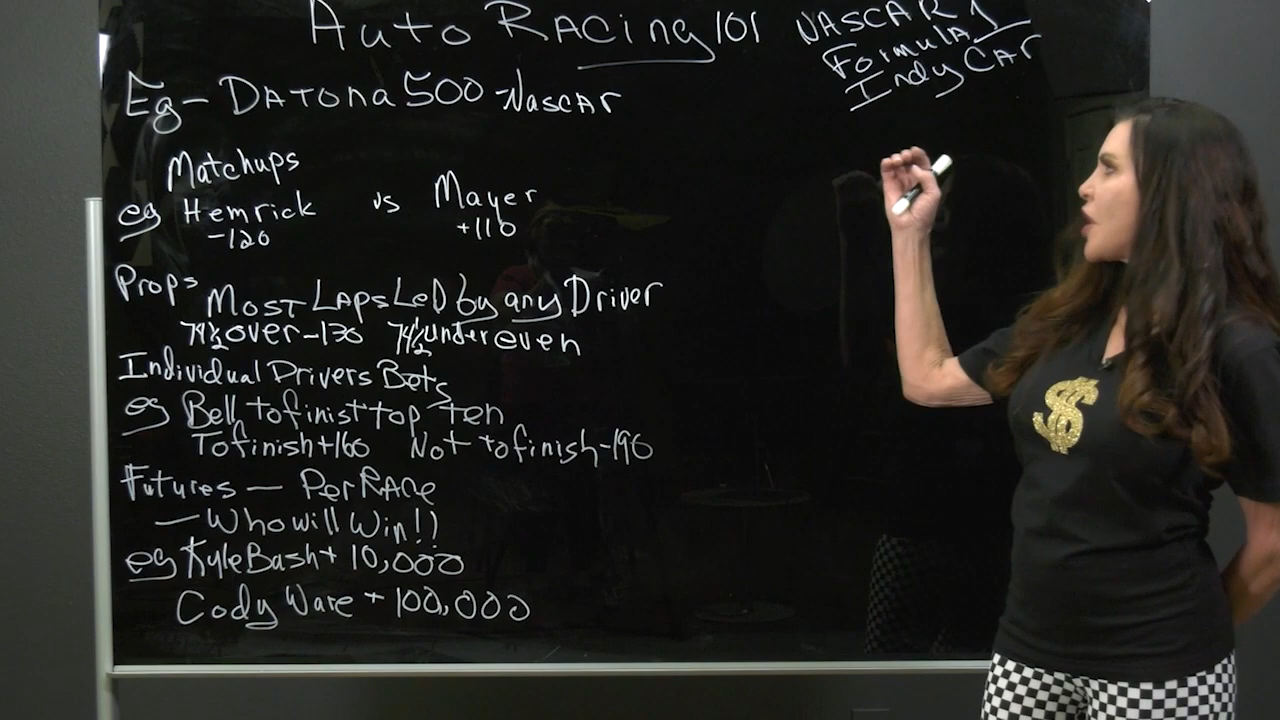 Auto Racing 101
NASCAR
Formula 1
Indy CAR
Eg - Datona 500 - Nascar
Matchups
eg Hemrick vs Mayer
-120 +110
Props Most Laps Led by any Driver
74½ over -130 74½ under even
Individual Drivers Bets
eg Bell to finist top ten
To finish +160 Not to finish -190
Futures - Per Race
- Who will Win!!
eg Kyle Bash + 10,000
Cody Ware + 100,000
$